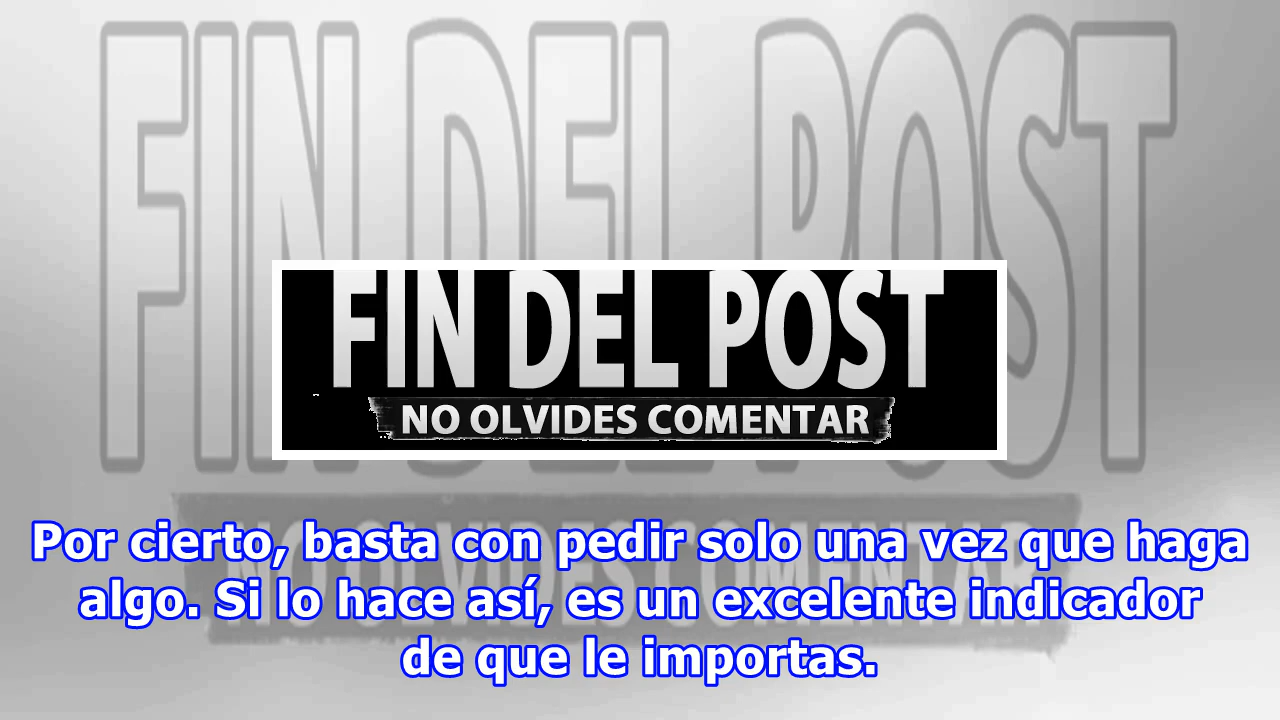 FIN DEL POST
FIN DEL POST
NO OLVIDES COMENTAR
Por cierto, basta con pedir solo una vez que haga
algo. Si lo hace así, es un excelente indicador
de que le importas.